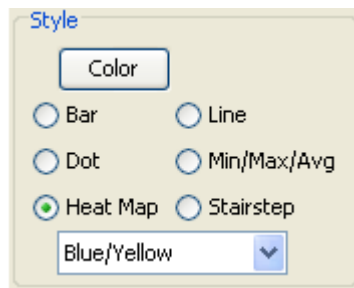 Style
Color
Bar Line
Dot Min/Max/Avg
Heat Map Stairstep
Blue/Yellow